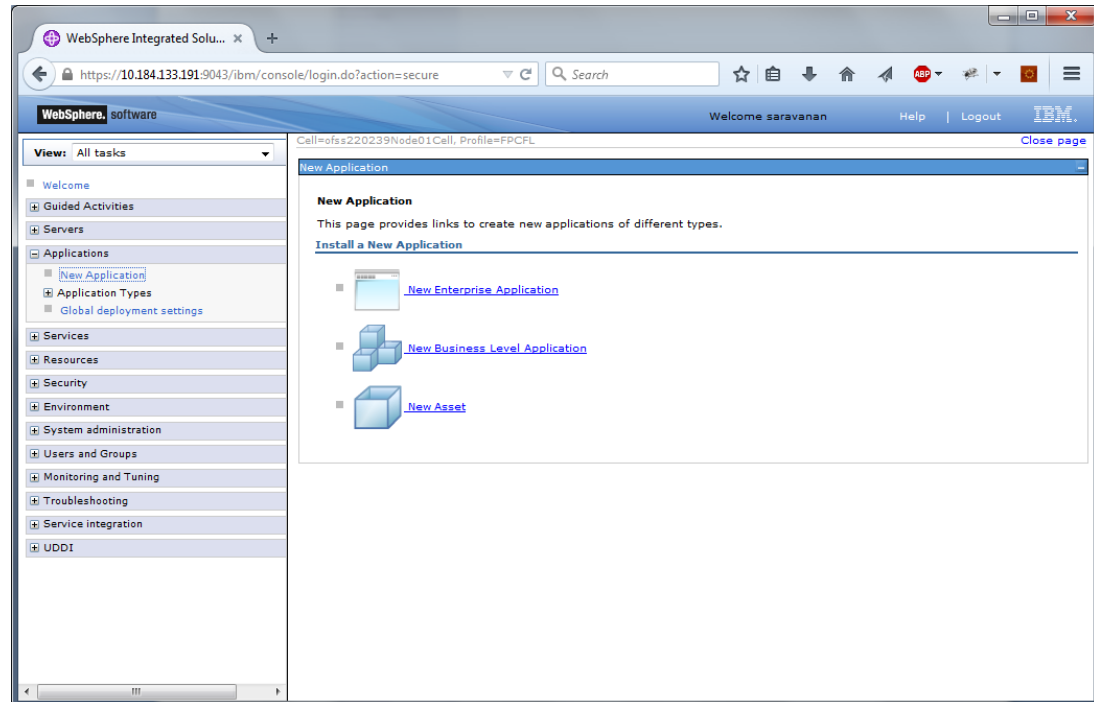 WebSphere Integrated Solu... × +
https://10.184.133.191:9043/ibm/console/login.do?action=secure Search ABP
WebSphere. software Welcome saravanan Help | Logout IBM.
Cell=ofss220239Node01Cell, Profile=FPCFL Close page
View: All tasks
Welcome
Guided Activities
Servers
Applications
New Application
Application Types
Global deployment settings
Services
Resources
Security
Environment
System administration
Users and Groups
Monitoring and Tuning
Troubleshooting
Service integration
UDDI
New Application
New Application
This page provides links to create new applications of different types.
Install a New Application
New Enterprise Application
New Business Level Application
New Asset